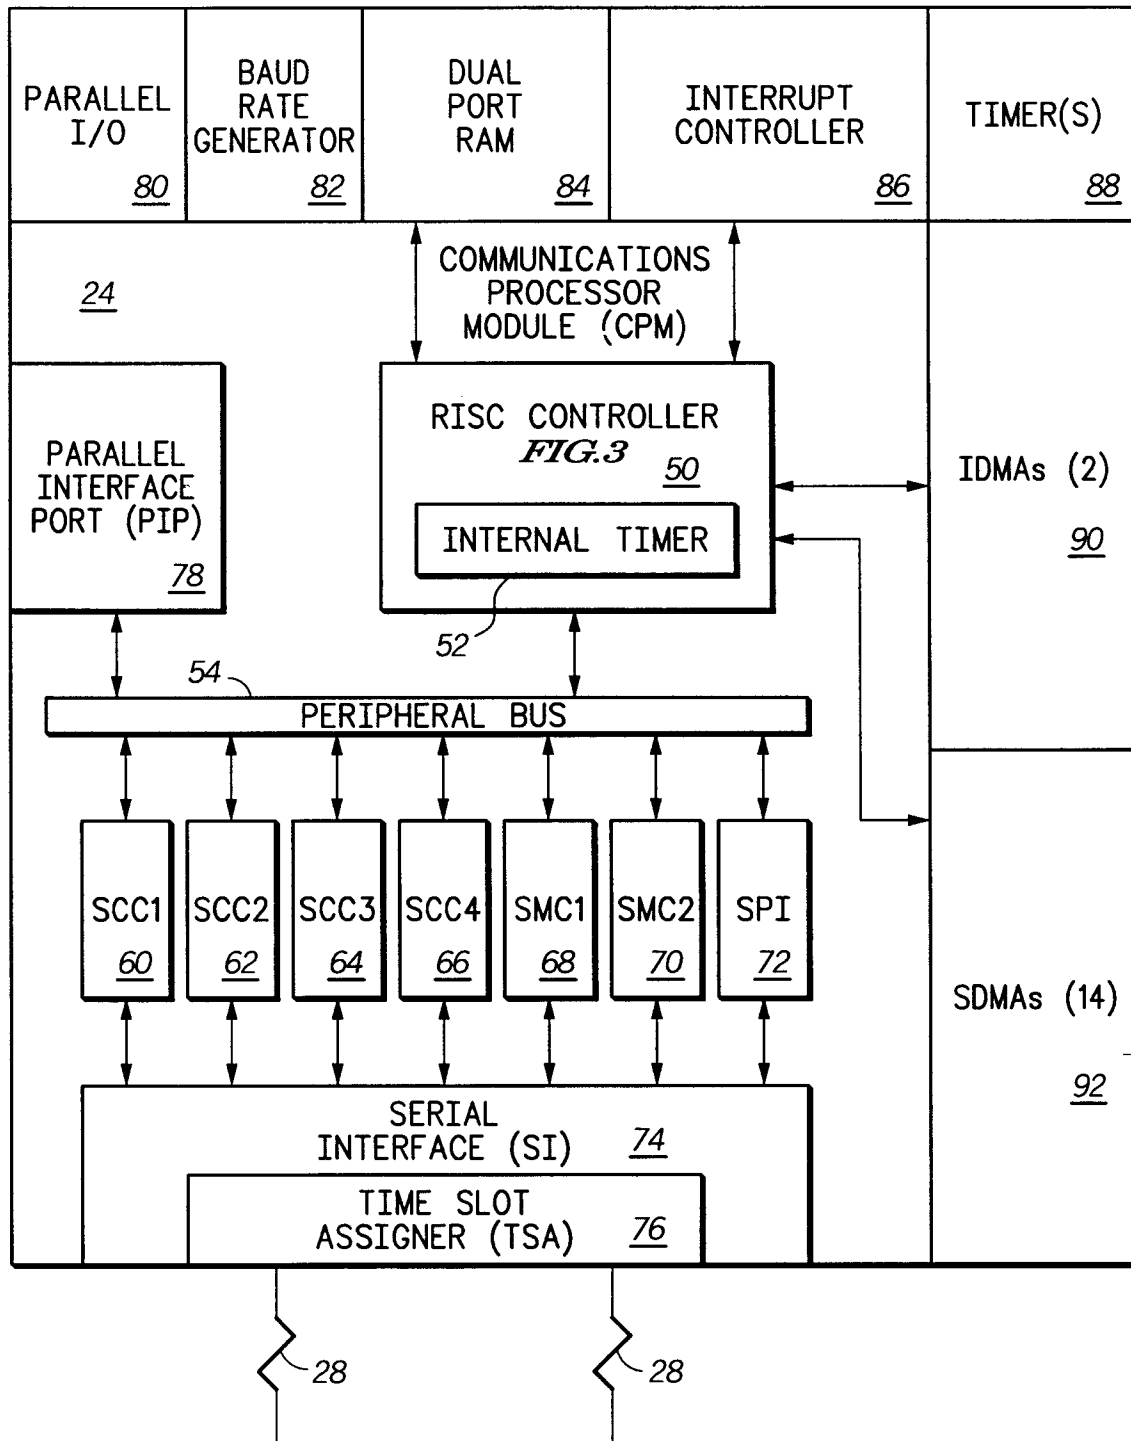 PARALLEL
I/O
80
BAUD
RATE
GENERATOR
82
DUAL
PORT
RAM
84
INTERRUPT
CONTROLLER
86
TIMER(S)
88
24
COMMUNICATIONS
PROCESSOR
MODULE (CPM)
PARALLEL
INTERFACE
PORT (PIP)
78
RISC CONTROLLER
FIG.3
50
INTERNAL TIMER
52
IDMAs (2)
90
54
PERIPHERAL BUS
SCC1
60
SCC2
62
SCC3
64
SCC4
66
SMC1
68
SMC2
70
SPI
72
SDMAs (14)
92
SERIAL
INTERFACE (SI)
74
TIME SLOT
ASSIGNER (TSA)
76
28
28